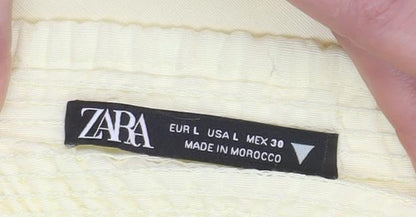 ZARA
EUR L USA L MEX 30
MADE IN MOROCCO